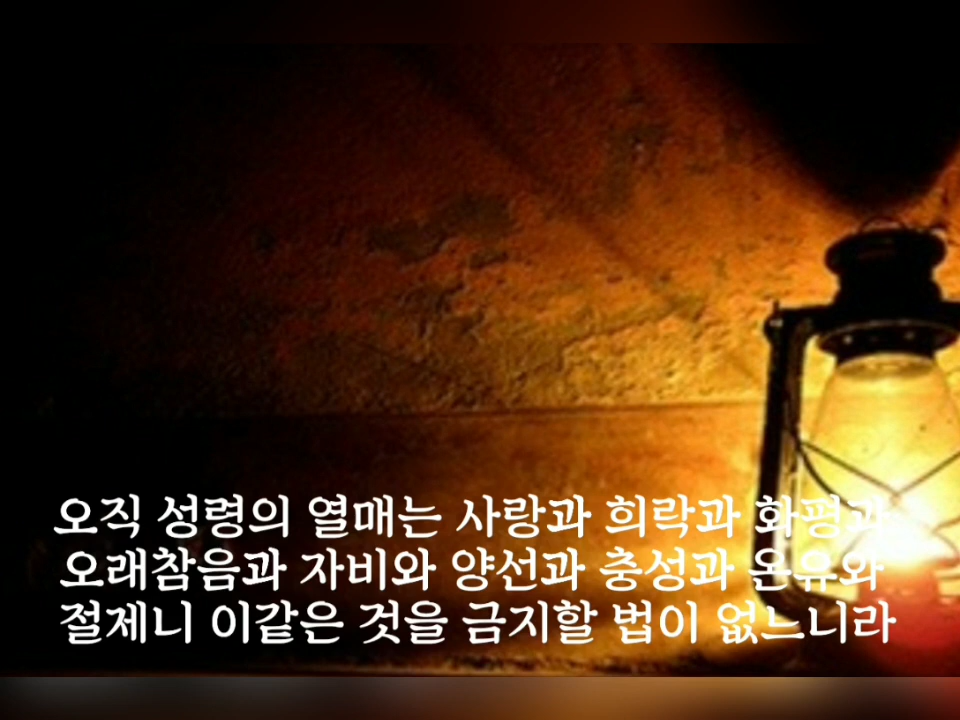 오직 성령의 열매는 사랑과 희락과 화평과
오래참음과 자비와 양선과 충성과 온유와
절제니 이같은 것을 금지할 법이 없느니라